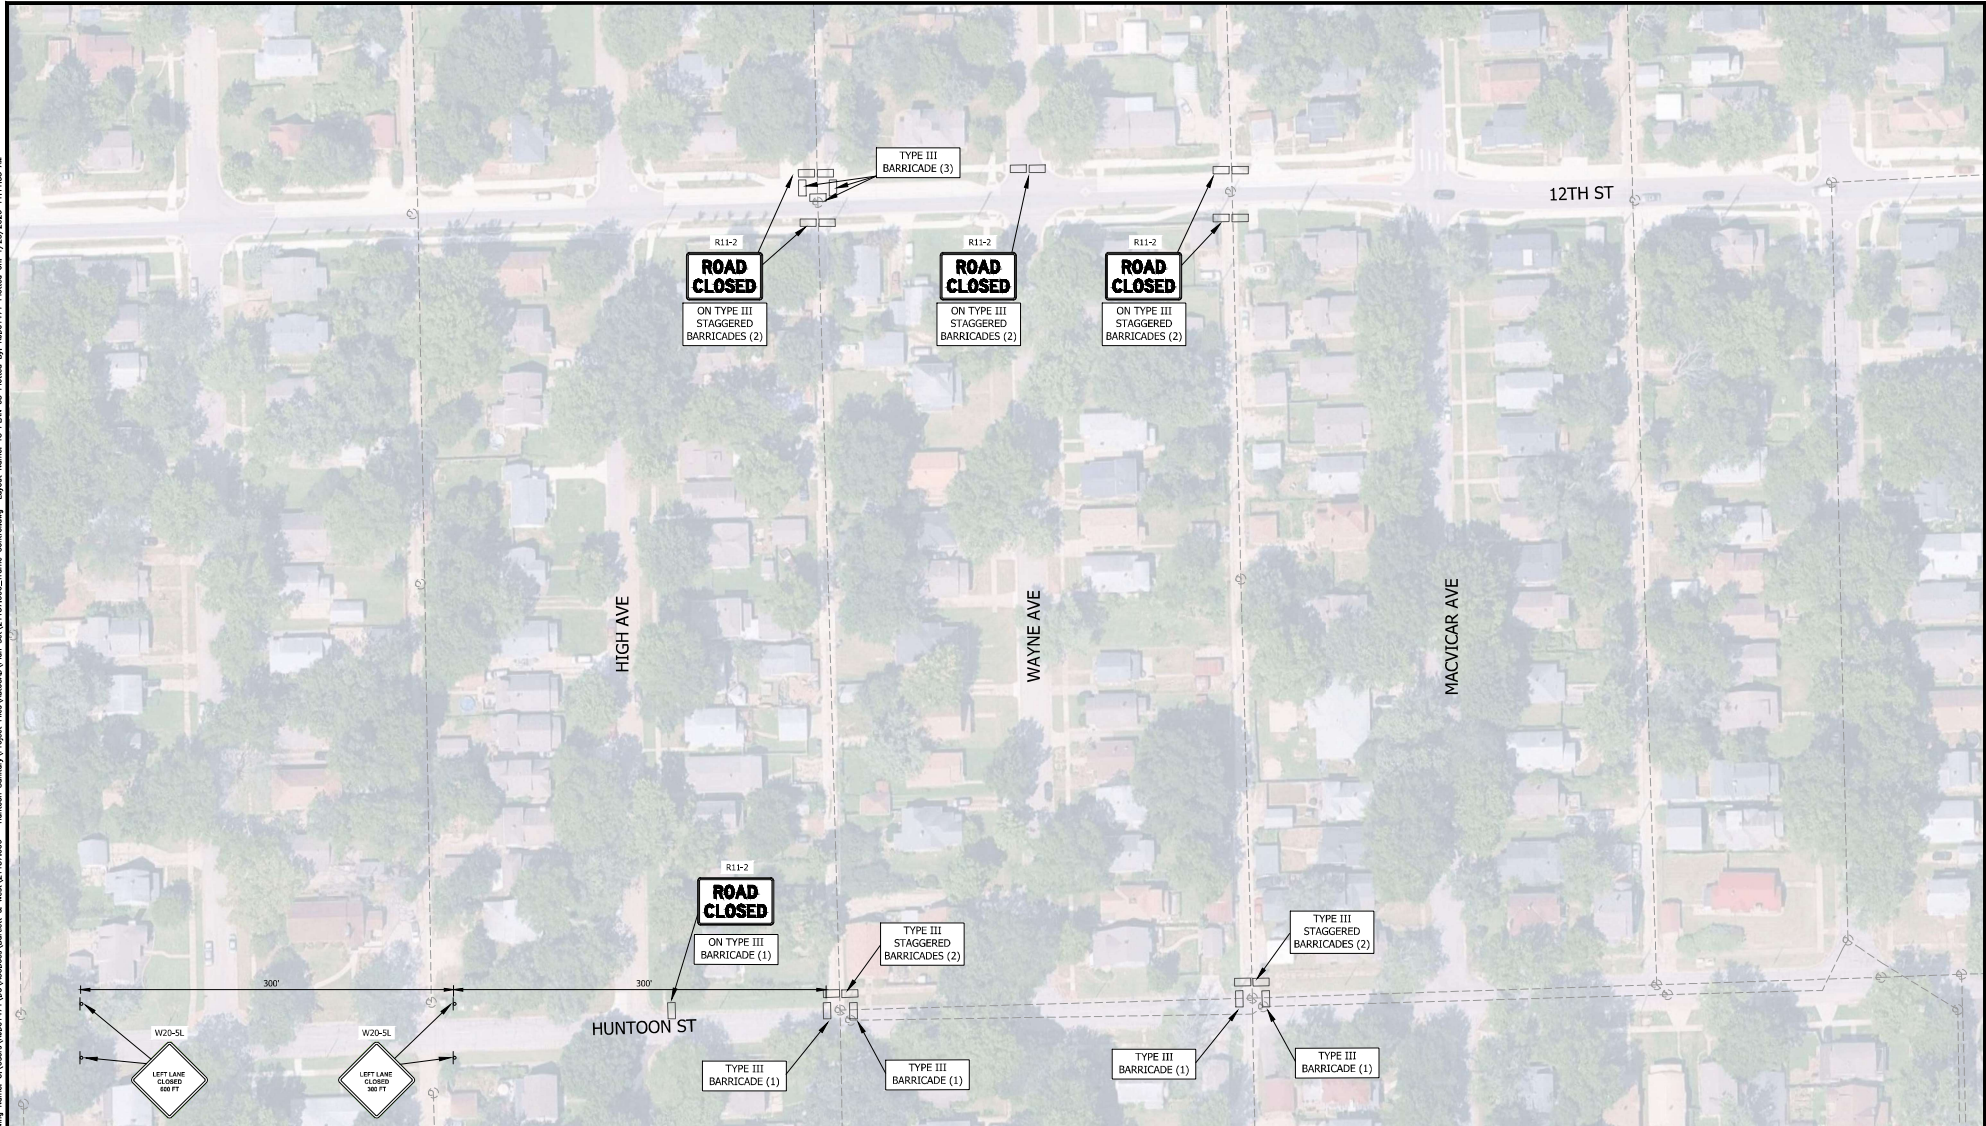 TYPE III
BARRICADE (3)
12TH ST
R11-2
ROAD
CLOSED
ON TYPE III
STAGGERED
BARRICADES (2)
R11-2
ROAD
CLOSED
ON TYPE III
STAGGERED
BARRICADES (2)
R11-2
ROAD
CLOSED
ON TYPE III
STAGGERED
BARRICADES (2)
HIGH AVE
WAYNE AVE
MACVICAR AVE
R11-2
ROAD
CLOSED
ON TYPE III
BARRICADE (1)
TYPE III
STAGGERED
BARRICADES (2)
TYPE III
STAGGERED
BARRICADES (2)
300'
300'
HUNTOON ST
W20-5L
LEFT LANE
CLOSED
600 FT
W20-5L
LEFT LANE
CLOSED
300 FT
TYPE III
BARRICADE (1)
TYPE III
BARRICADE (1)
TYPE III
BARRICADE (1)
TYPE III
BARRICADE (1)